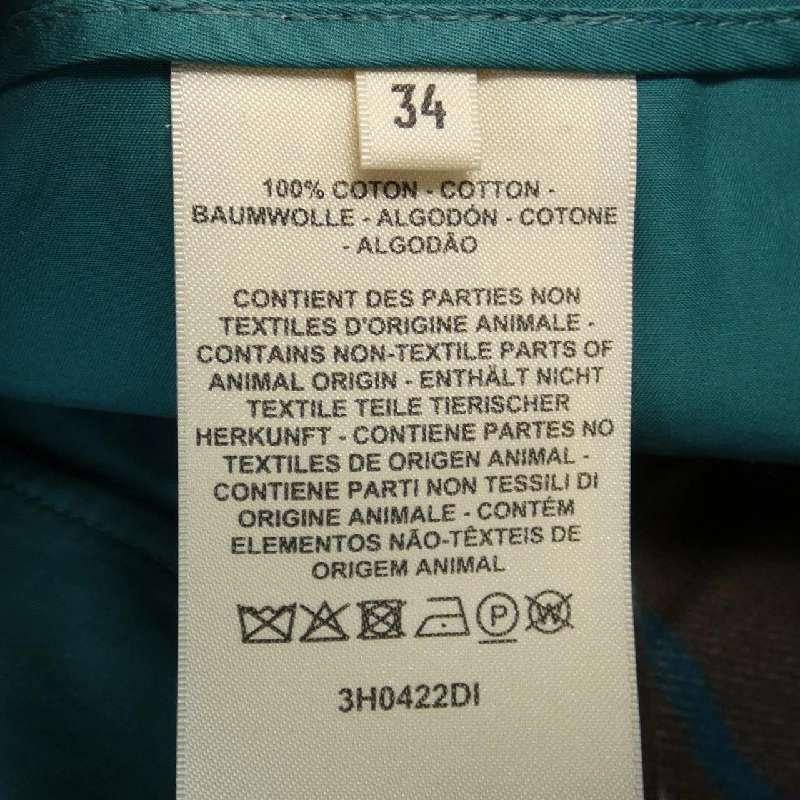 34
100% COTON - COTTON -
BAUMWOLLE - ALGODÓN - COTONE
- ALGODÃO
CONTIENT DES PARTIES NON
TEXTILES D'ORIGINE ANIMALE -
CONTAINS NON-TEXTILE PARTS OF
ANIMAL ORIGIN - ENTHÄLT NICHT
TEXTILE TEILE TIERISCHER
HERKUNFT - CONTIENE PARTES NO
TEXTILES DE ORIGEN ANIMAL -
CONTIENE PARTI NON TESSILI DI
ORIGINE ANIMALE - CONTÉM
ELEMENTOS NÃO-TÊXTEIS DE
ORIGEM ANIMAL
P W
3H0422DI